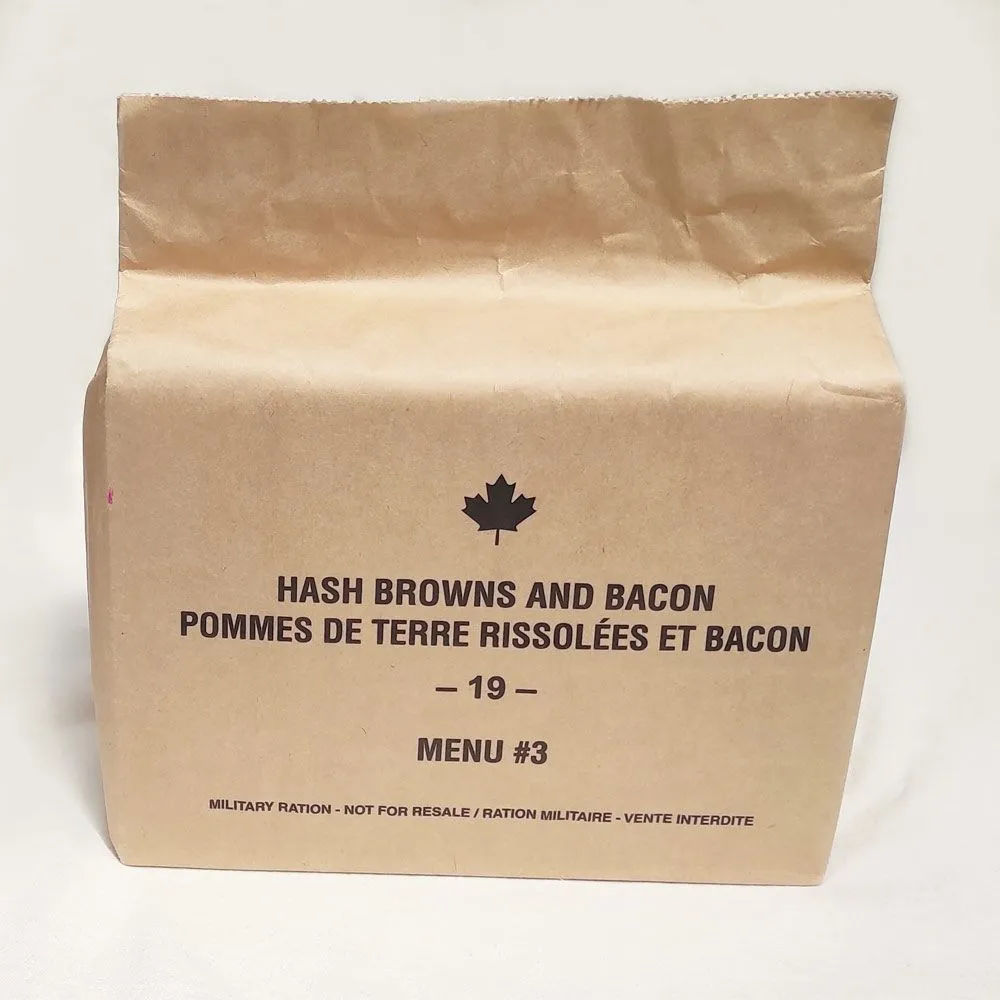 HASH BROWNS AND BACON
POMMES DE TERRE RISSOLÉES ET BACON
– 19 –
MENU #3
MILITARY RATION - NOT FOR RESALE / RATION MILITAIRE - VENTE INTERDITE